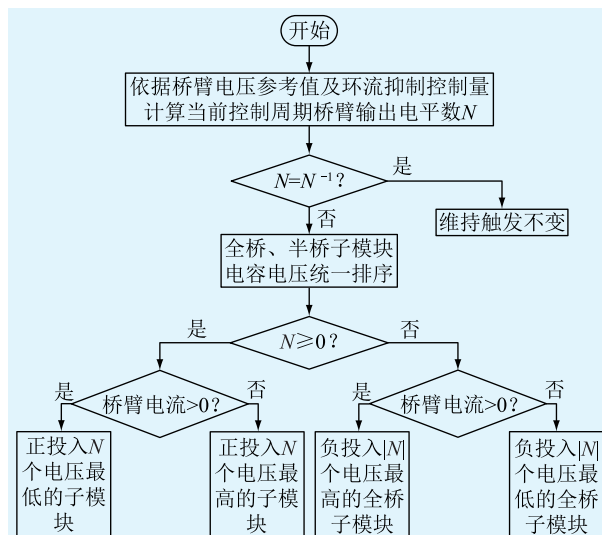 开始
依据桥臂电压参考值及环流抑制控制量
计算当前控制周期桥臂输出电平数N
N=N⁻¹?
是
否
维持触发不变
全桥、半桥子模块
电容电压统一排序
是
N≥0?
否
是
桥臂电流>0?
否
是
桥臂电流>0?
否
正投入N
个电压最
低的子模
块
正投入N
个电压最
高的子模
块
负投入|N|
个电压最
高的全桥
子模块
负投入|N|
个电压最
低的全桥
子模块